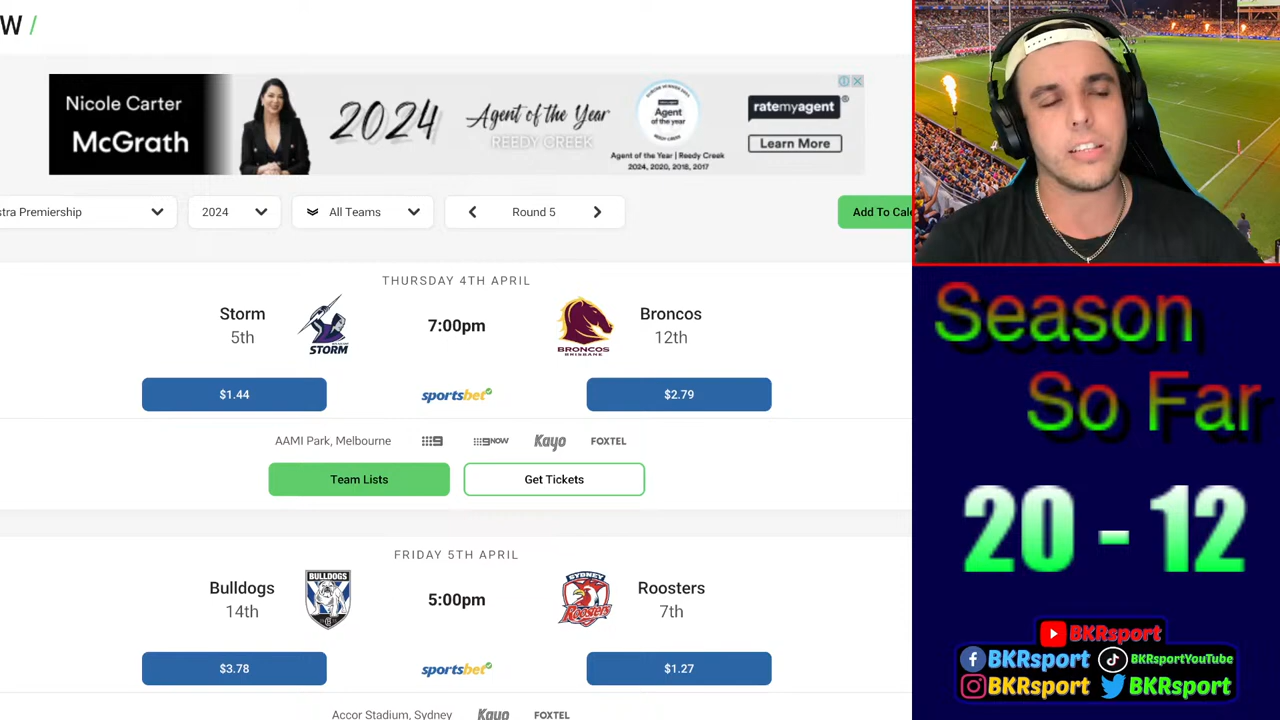 W /
Nicole Carter
McGrath
2024
Agent of the Year
REEDY CREEK
Agent of the year
Agent of the Year | Reedy Creek
2024, 2020, 2018, 2017
ratemyagent®
Learn More
stra Premiership
2024
All Teams
Round 5
Add To Cale
THURSDAY 4TH APRIL
Storm
5th
STORM
7:00pm
BRONCOS
BRISBANE
Broncos
12th
$1.44
sportsbet
$2.79
AAMI Park, Melbourne
9
9NOW
Kayo
FOXTEL
Team Lists
Get Tickets
FRIDAY 5TH APRIL
Bulldogs
14th
BULLDOGS
5:00pm
SYDNEY
Roosters
Roosters
7th
$3.78
sportsbet
$1.27
Accor Stadium, Sydney
Kayo
FOXTEL
Season
So Far
20 - 12
BKRsport
BKRsport
BKRsportYouTube
BKRsport
BKRsport